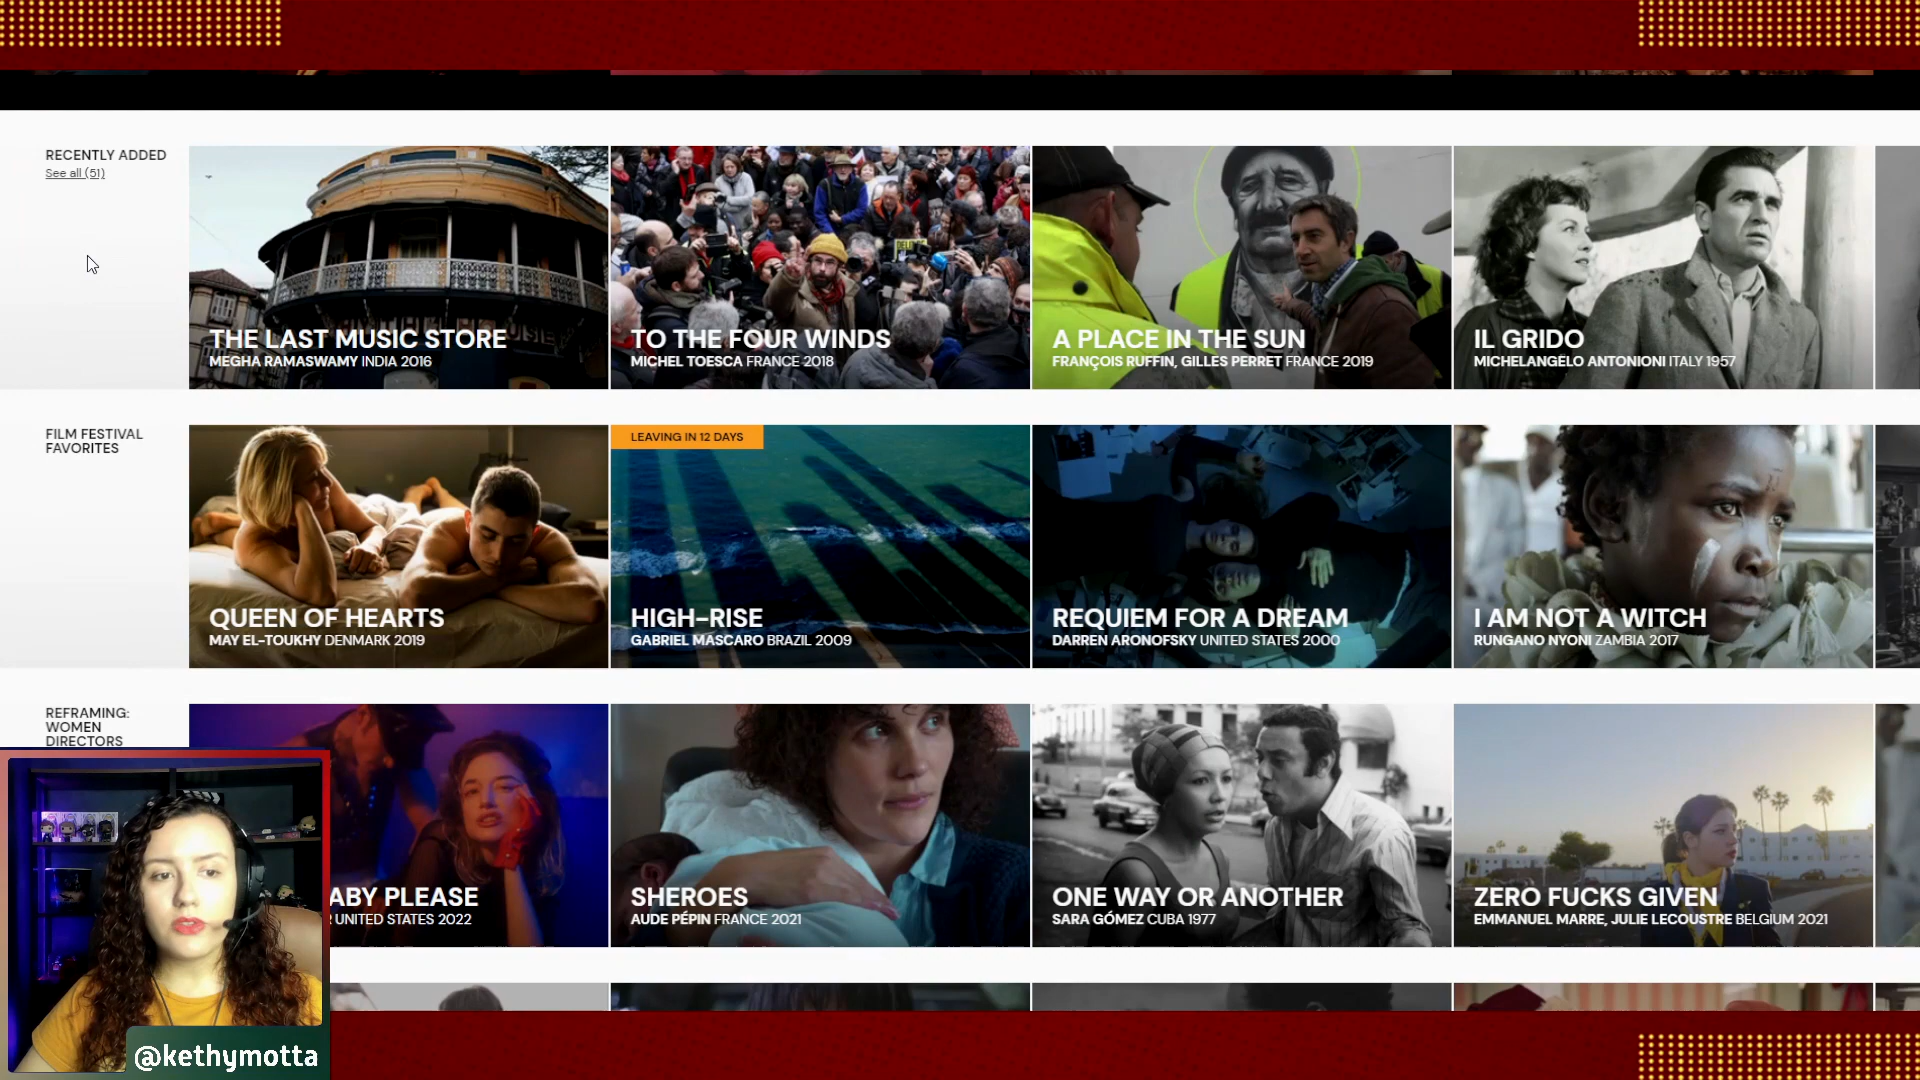 RECENTLY ADDED
See all (51)
THE LAST MUSIC STORE
MEGHA RAMASWAMY INDIA 2016
TO THE FOUR WINDS
MICHEL TOESCA FRANCE 2018
A PLACE IN THE SUN
FRANÇOIS RUFFIN, GILLES PERRET FRANCE 2019
IL GRIDO
MICHELANGELO ANTONIONI ITALY 1957
FILM FESTIVAL
FAVORITES
QUEEN OF HEARTS
MAY EL-TOUKHY DENMARK 2019
LEAVING IN 12 DAYS
HIGH-RISE
GABRIEL MASCARO BRAZIL 2009
REQUIEM FOR A DREAM
DARREN ARONOFSKY UNITED STATES 2000
I AM NOT A WITCH
RUNGANO NYONI ZAMBIA 2017
REFRAMING:
WOMEN
DIRECTORS
ABY PLEASE
UNITED STATES 2022
SHEROES
AUDE PÉPIN FRANCE 2021
ONE WAY OR ANOTHER
SARA GÓMEZ CUBA 1977
ZERO FUCKS GIVEN
EMMANUEL MARRE, JULIE LECOUSTRE BELGIUM 2021
@kethymotta